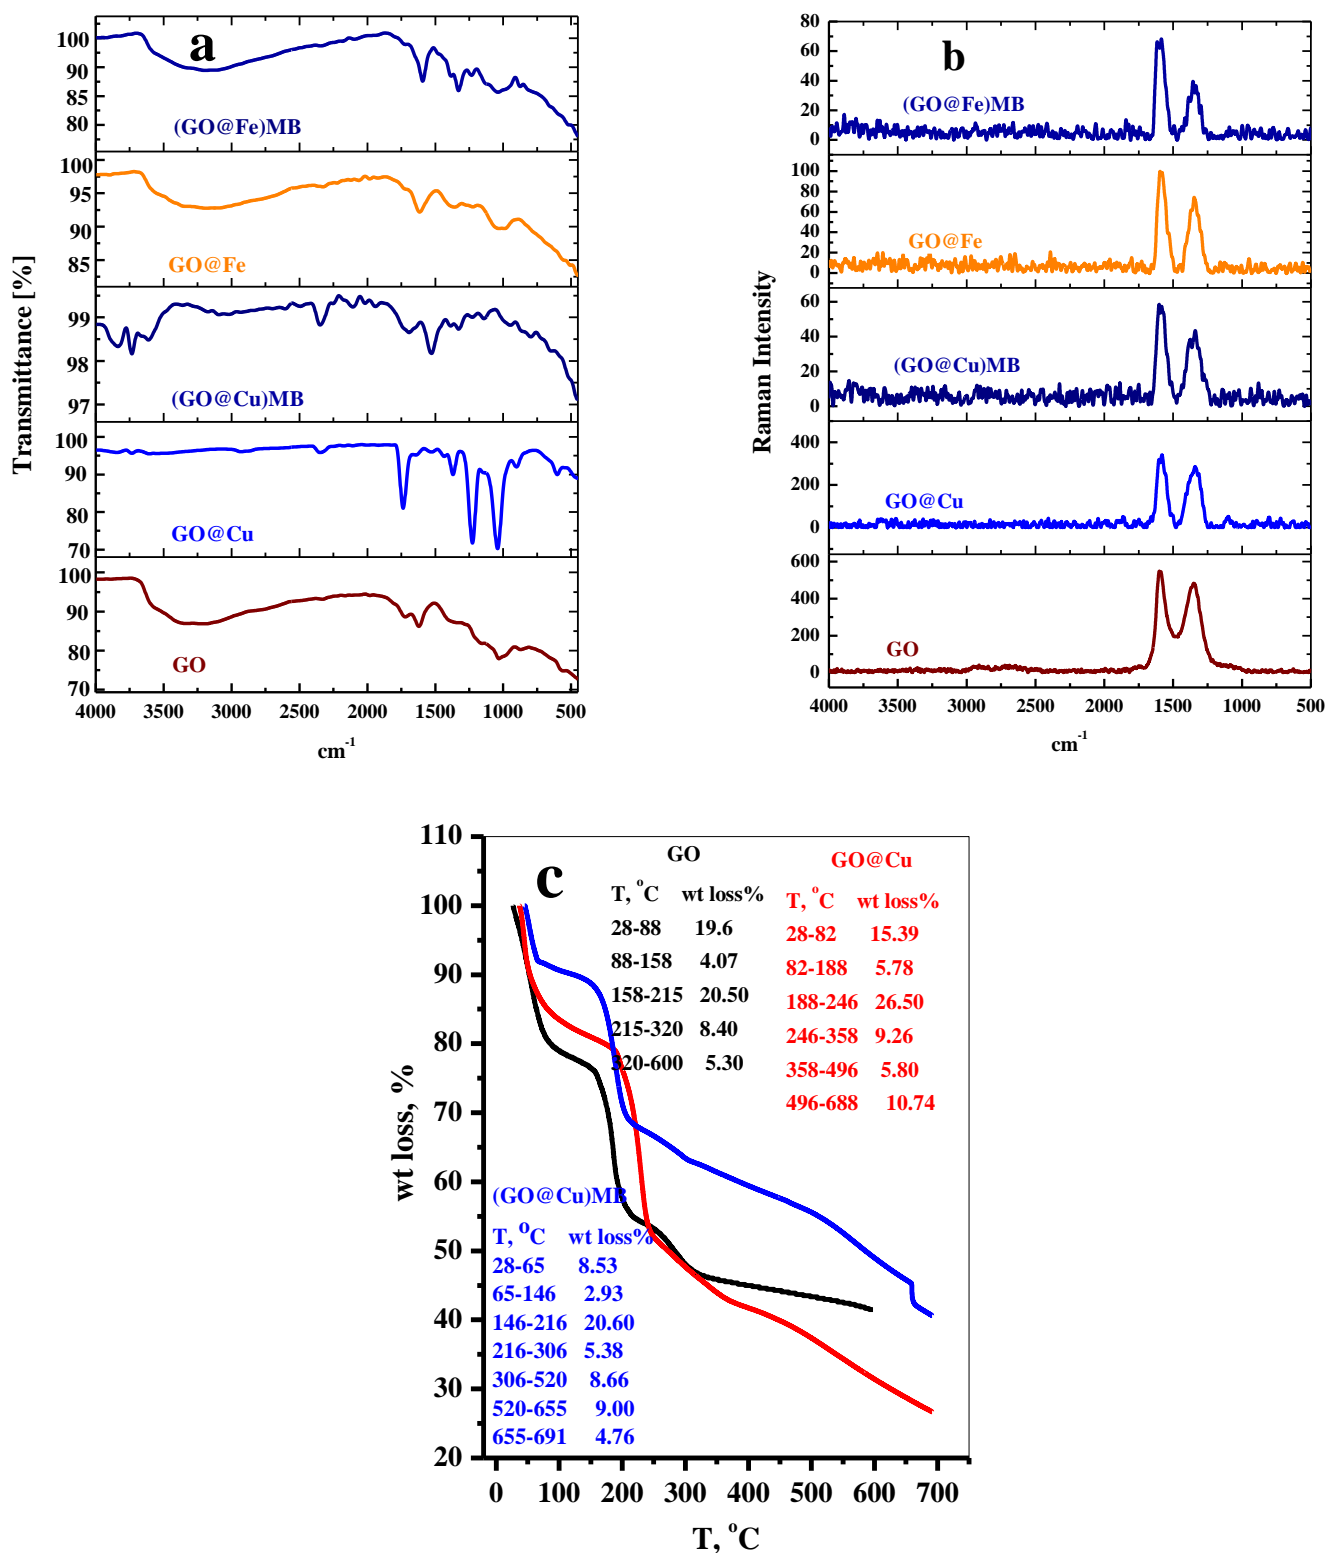 a
Transmittance [%]
100
90
85
80
(GO@Fe)MB
100
95
90
85
GO@Fe
99
98
97
(GO@Cu)MB
100
90
80
70
GO@Cu
100
90
80
70
GO
4000 3500 3000 2500 2000 1500 1000 500
cm-1
b
Raman Intensity
80
60
40
20
0
(GO@Fe)MB
100
80
60
40
20
0
GO@Fe
60
40
20
0
(GO@Cu)MB
400
200
0
GO@Cu
600
400
200
0
GO
4000 3500 3000 2500 2000 1500 1000 500
cm-1
c
wt loss, %
110
100
90
80
70
60
50
40
30
20
GO
T, °C wt loss%
28-88 19.6
88-158 4.07
158-215 20.50
215-320 8.40
320-600 5.30
GO@Cu
T, °C wt loss%
28-82 15.39
82-188 5.78
188-246 26.50
246-358 9.26
358-496 5.80
496-688 10.74
(GO@Cu)MB
T, °C wt loss%
28-65 8.53
65-146 2.93
146-216 20.60
216-306 5.38
306-520 8.66
520-655 9.00
655-691 4.76
0 100 200 300 400 500 600 700
T, °C